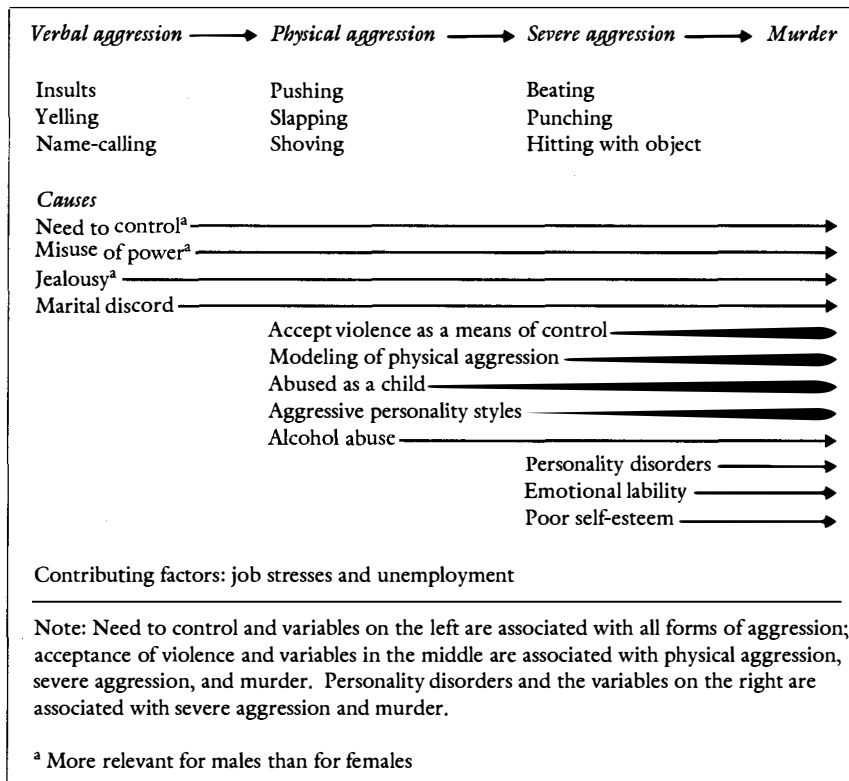 Verbal aggression Physical aggression Severe aggression Murder
Insults Pushing Beating
Yelling Slapping Punching
Name-calling Shoving Hitting with object
Causes
Need to controlᵃ
Misuse of powerᵃ
Jealousyᵃ
Marital discord
Accept violence as a means of control
Modeling of physical aggression
Abused as a child
Aggressive personality styles
Alcohol abuse
Personality disorders
Emotional lability
Poor self-esteem
Contributing factors: job stresses and unemployment
Note: Need to control and variables on the left are associated with all forms of aggression;
acceptance of violence and variables in the middle are associated with physical aggression,
severe aggression, and murder. Personality disorders and the variables on the right are
associated with severe aggression and murder.
ᵃ More relevant for males than for females